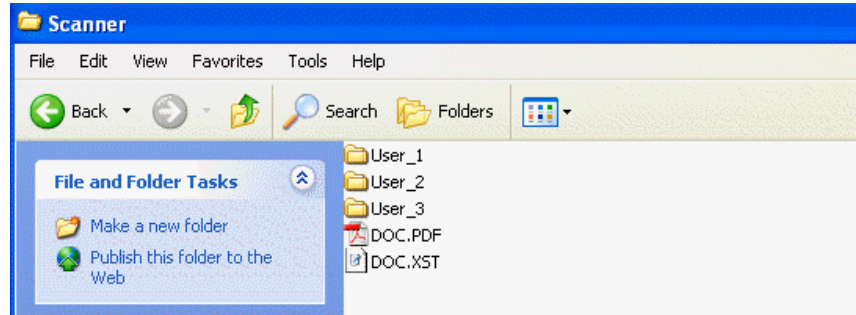 Scanner
File Edit View Favorites Tools Help
Back Search Folders
File and Folder Tasks
Make a new folder
Publish this folder to the
Web
User_1
User_2
User_3
DOC.PDF
DOC.XST